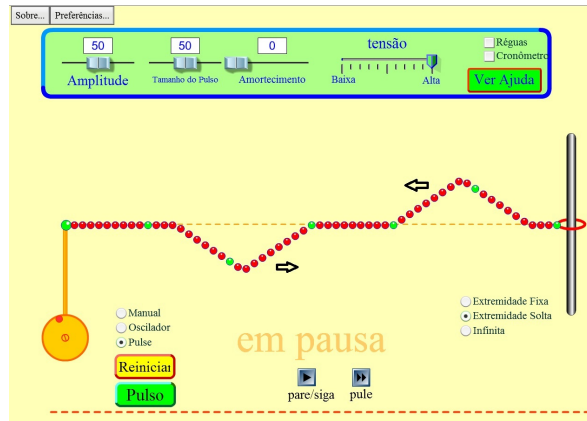 Sobre... Preferências...
50 50 0
Amplitude Tamanho do Pulso Amortecimento
tensão
Baixa Alta
Réguas
Cronômetro
Ver Ajuda
Manual
Oscilador
Pulse
Reiniciar
Pulso
em pausa
pare/siga pule
Extremidade Fixa
Extremidade Solta
Infinita